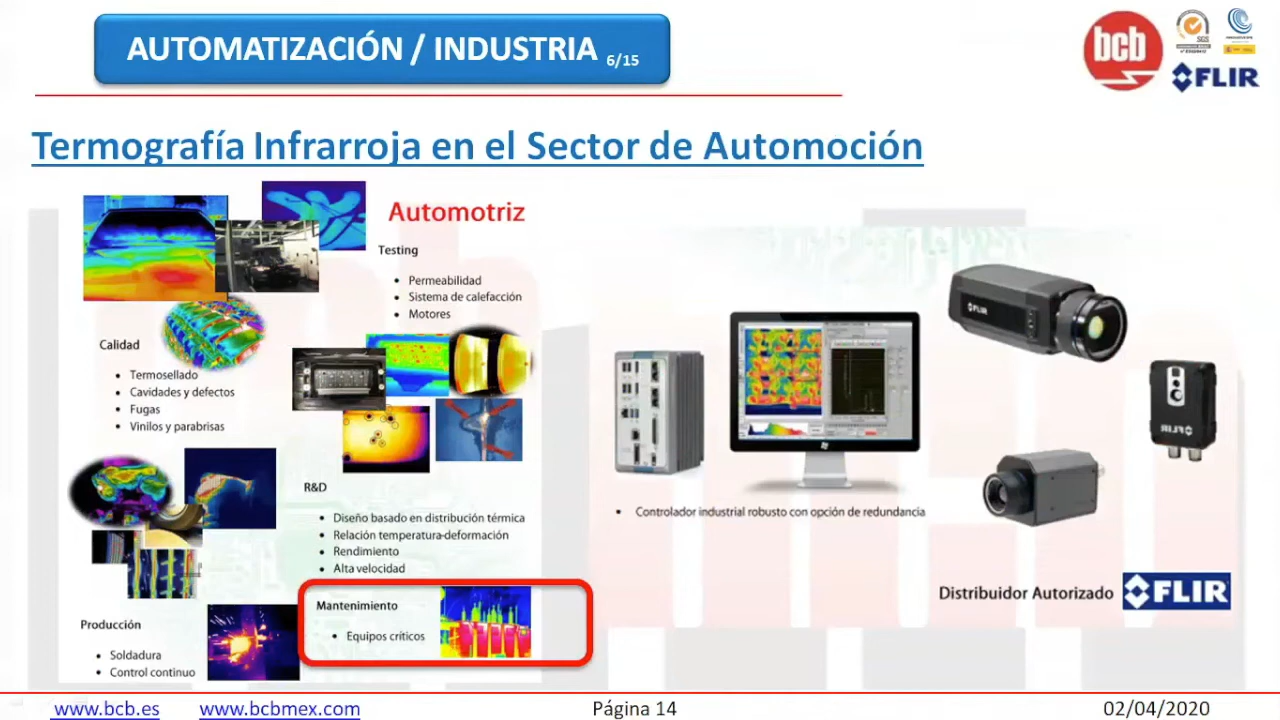 AUTOMATIZACIÓN / INDUSTRIA 6/15
bcb
SGS
FLIR
Termografía Infrarroja en el Sector de Automoción
Automotriz
Testing
• Permeabilidad
• Sistema de calefacción
• Motores
Calidad
• Termosellado
• Cavidades y defectos
• Fugas
• Vinilos y parabrisas
R&D
• Diseño basado en distribución térmica
• Relación temperatura-deformación
• Rendimiento
• Alta velocidad
Mantenimiento
• Equipos críticos
Producción
• Soldadura
• Control continuo
FLIR
FLIR
• Controlador industrial robusto con opción de redundancia
Distribuidor Autorizado FLIR
www.bcb.es www.bcbmex.com Página 14 02/04/2020